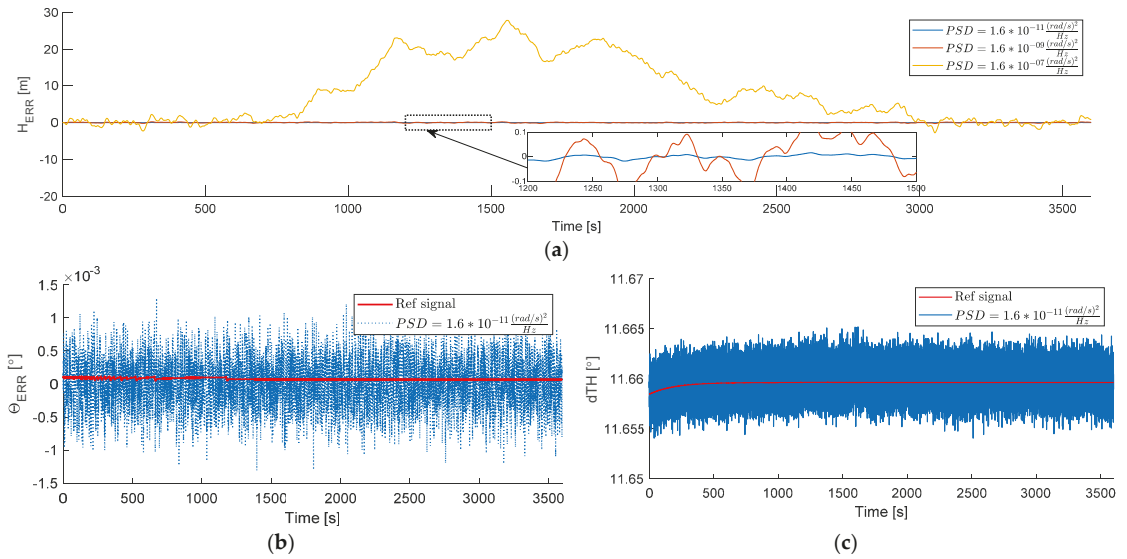 30
20
10
0
-10
-20
H_ERR [m]
PSD = 1.6 * 10^-11 (rad/s)^2/Hz
PSD = 1.6 * 10^-09 (rad/s)^2/Hz
PSD = 1.6 * 10^-07 (rad/s)^2/Hz
0.1
0
-0.1
1200 1250 1300 1350 1400 1450 1500
0 500 1000 1500 2000 2500 3000 3500
Time [s]
(a)
×10^-3
1.5
1
0.5
0
-0.5
-1
-1.5
Θ_ERR [°]
Ref signal
PSD = 1.6 * 10^-11 (rad/s)^2/Hz
0 500 1000 1500 2000 2500 3000 3500
Time [s]
(b)
11.67
11.665
11.66
11.655
11.65
dTH [°]
Ref signal
PSD = 1.6 * 10^-11 (rad/s)^2/Hz
0 500 1000 1500 2000 2500 3000 3500
Time [s]
(c)